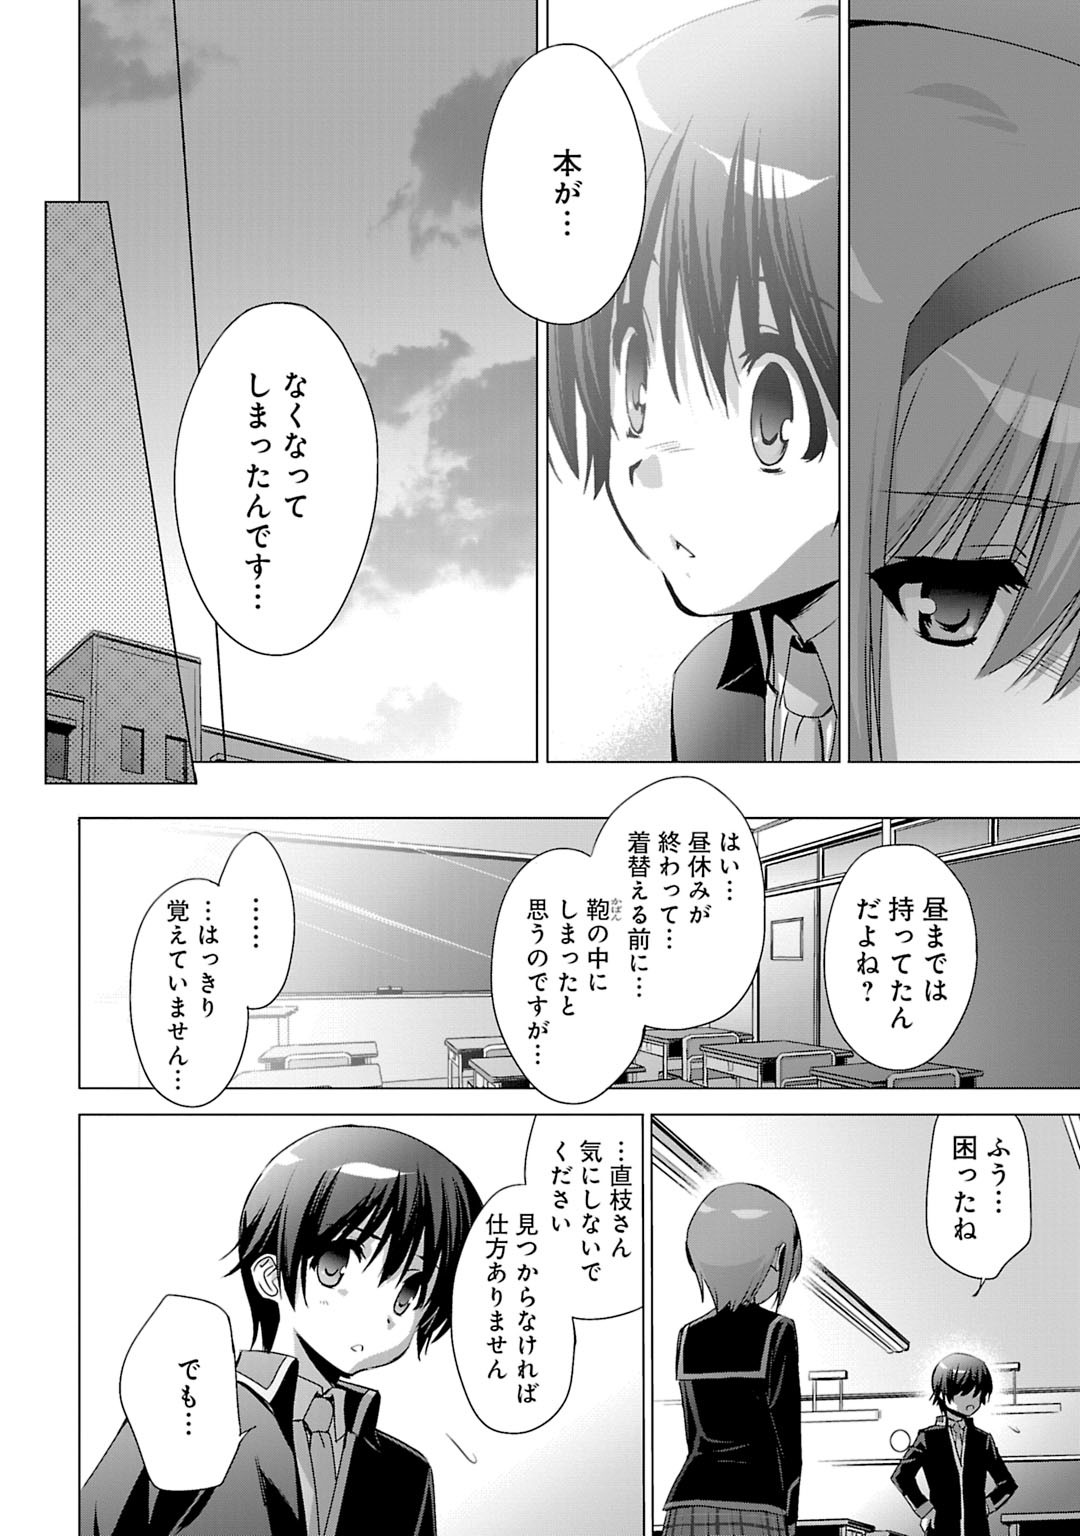 本が…
なくなって
しまったんです…
昼までは
持ってたん
だよね?
はい…
昼休みが
終わって…
着替える前に…
鞄の中に
かばん
しまったと
思うのですが…
……
…はっきり
覚えていません…
ふう…
困ったね
…直枝さん
気にしないで
ください
見つからなければ
仕方ありません
でも…